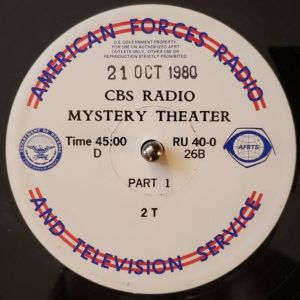 AMERICAN FORCES RADIO
U.S. GOVERNMENT PROPERTY.
FOR USE ON AUTHORIZED AFRT.
OUTLETS ONLY. OTHER USE OR
REPRODUCTION STRICTLY PROHIBITED.
21 OCT 1980
CBS RADIO
MYSTERY THEATER
Time 45:00 RU 40-0
D 26B
AFRTS
PART 1
2 T
AND TELEVISION SERVICE